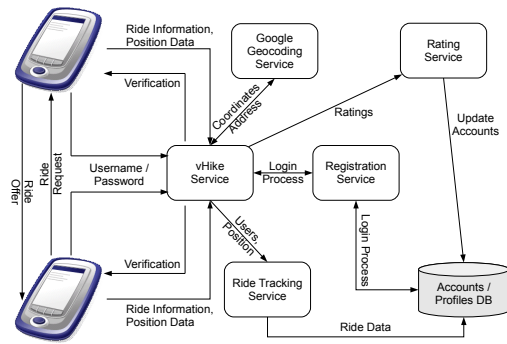 Ride Information,
Position Data
Google
Geocoding
Service
Rating
Service
Verification
Coordinates
Address
Ratings
Update
Accounts
Ride
Offer
Ride
Request
Username /
Password
vHike
Service
Login
Process
Registration
Service
Users,
Position
Login Process
Verification
Ride Tracking
Service
Accounts /
Profiles DB
Ride Information,
Position Data
Ride Data